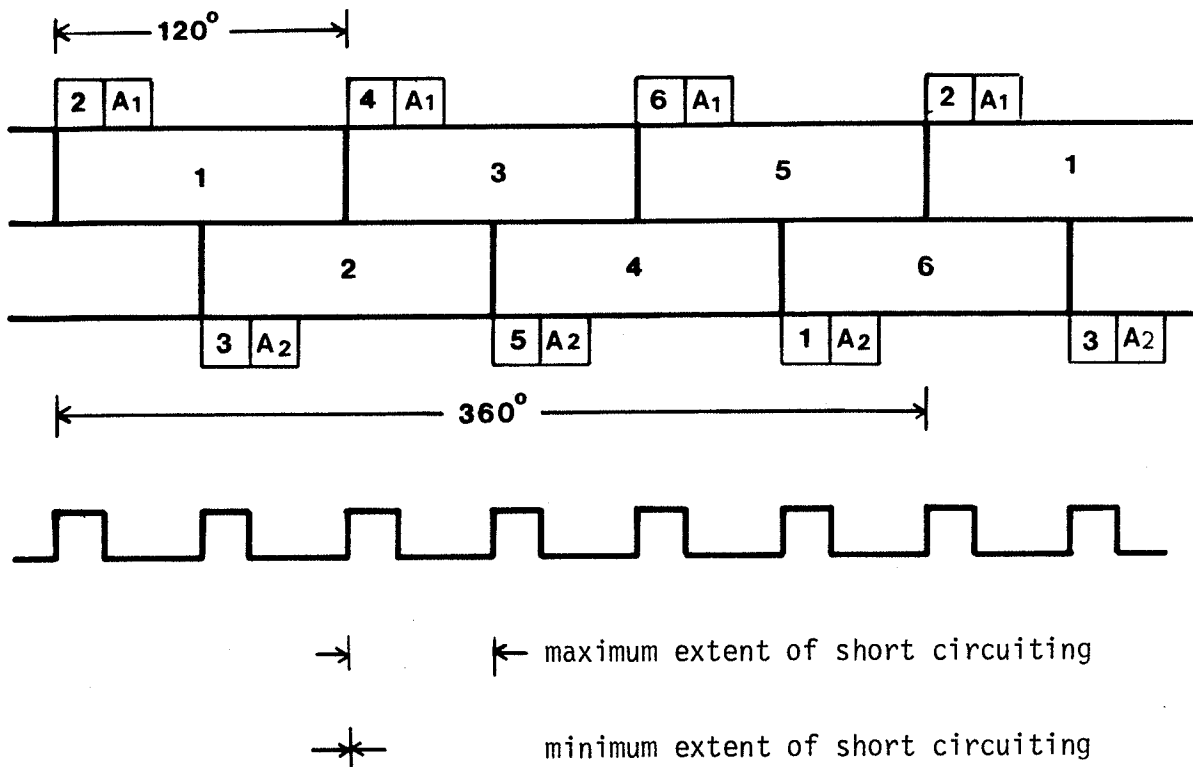 120°
2 A1 4 A1 6 A1 2 A1
1 3 5 1
2 4 6
3 A2 5 A2 1 A2 3 A2
360°
maximum extent of short circuiting
minimum extent of short circuiting